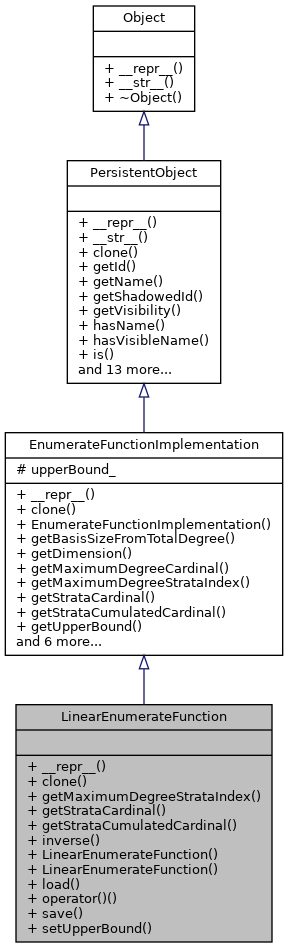 Object
+ __repr__()
+ __str__()
+ ~Object()
PersistentObject
+ __repr__()
+ __str__()
+ clone()
+ getId()
+ getName()
+ getShadowedId()
+ getVisibility()
+ hasName()
+ hasVisibleName()
+ is()
and 13 more...
EnumerateFunctionImplementation
# upperBound_
+ __repr__()
+ clone()
+ EnumerateFunctionImplementation()
+ getBasisSizeFromTotalDegree()
+ getDimension()
+ getMaximumDegreeCardinal()
+ getMaximumDegreeStrataIndex()
+ getStrataCardinal()
+ getStrataCumulatedCardinal()
+ getUpperBound()
and 6 more...
LinearEnumerateFunction
+ __repr__()
+ clone()
+ getMaximumDegreeStrataIndex()
+ getStrataCardinal()
+ getStrataCumulatedCardinal()
+ inverse()
+ LinearEnumerateFunction()
+ LinearEnumerateFunction()
+ load()
+ operator()()
+ save()
+ setUpperBound()